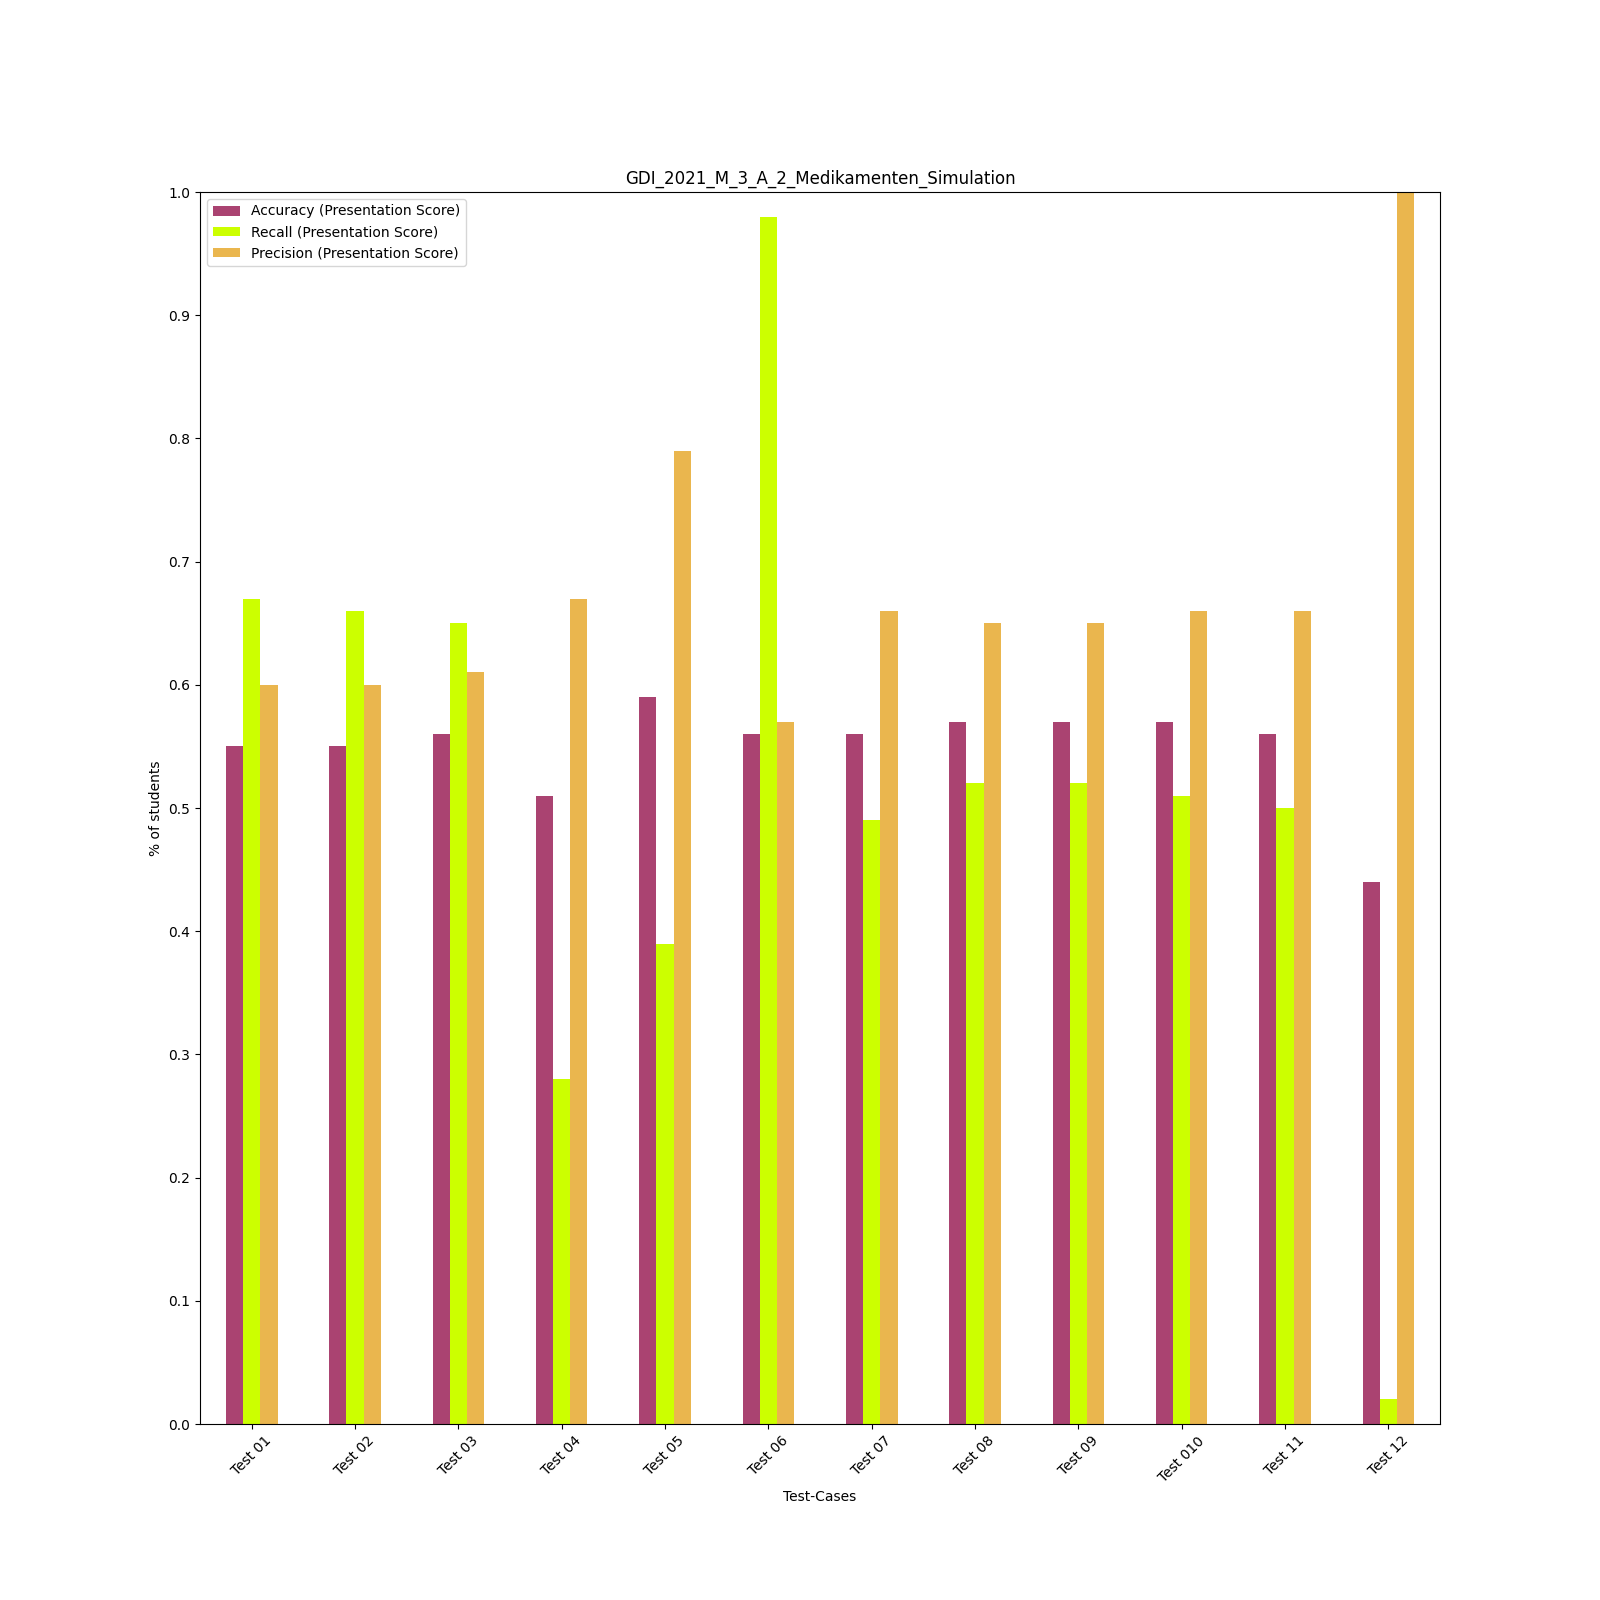 GDI_2021_M_3_A_2_Medikamenten_Simulation
Accuracy (Presentation Score)
Recall (Presentation Score)
Precision (Presentation Score)
1.0
0.9
0.8
0.7
0.6
0.5
0.4
0.3
0.2
0.1
0.0
% of students
Test 01
Test 02
Test 03
Test 04
Test 05
Test 06
Test 07
Test 08
Test 09
Test 010
Test 11
Test 12
Test-Cases